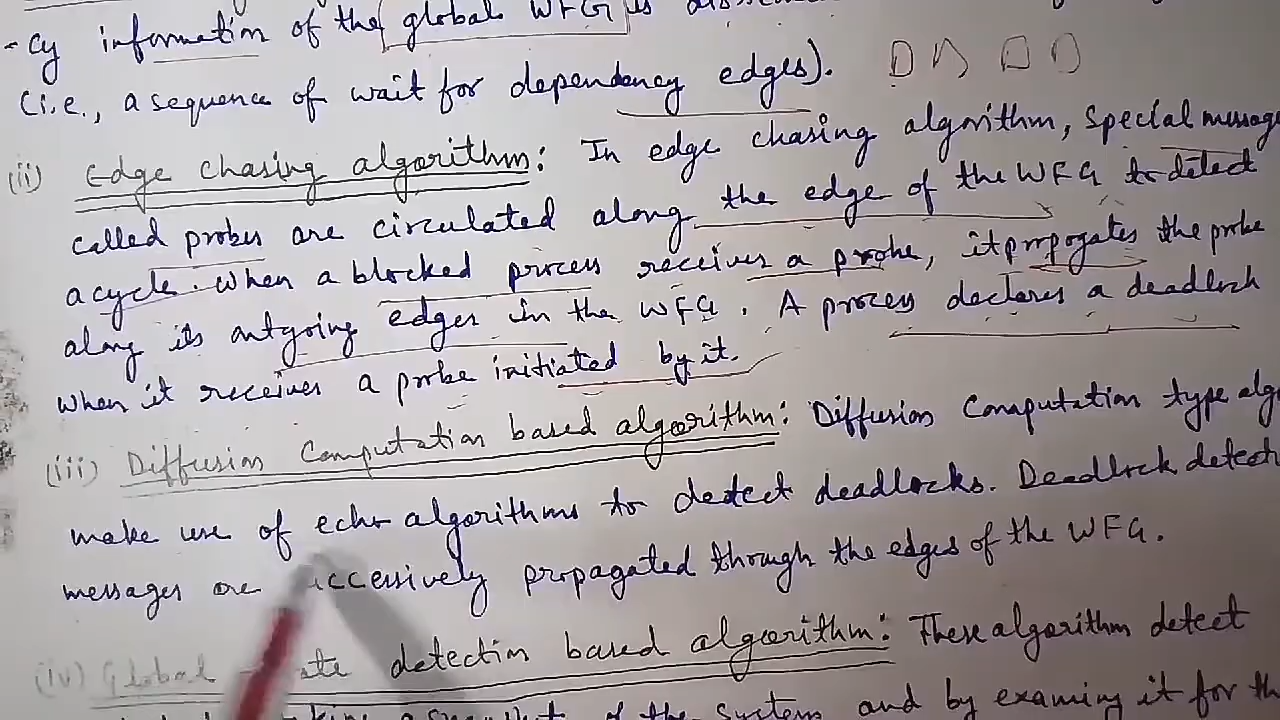 -cy information of the global WFG is
(i.e., a sequence of wait for dependency edges).
(ii) Edge chasing algorithm: In edge chasing algorithm, special message
called probes are circulated along the edge of the WFG to detect
a cycle. When a blocked process receives a probe, it propogates the probe
along its outgoing edges in the WFG. A process declares a deadlock
when it receives a probe initiated by it.
(iii) Diffusion Computation based algorithm: Diffusion Computation type algo
make use of echo algorithms to detect deadlocks. Deadlock detecti
messages are successively propagated through the edges of the WFG.
(iv) Global state detection based algorithm: These algorithm detect
of the system and by examining it for th